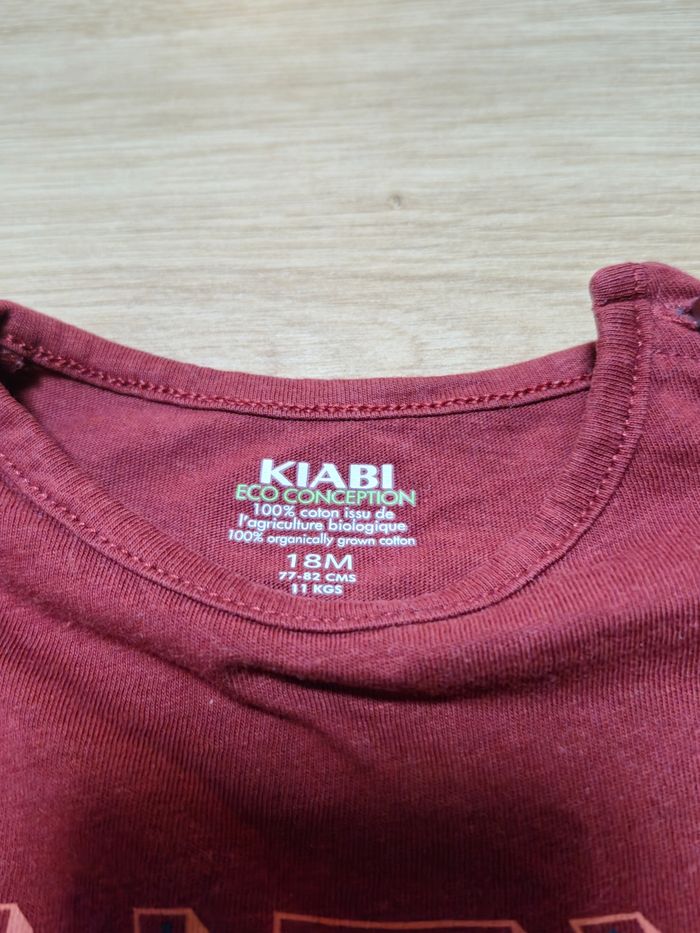 KIABI
ECO CONCEPTION
100% coton issu de
l'agriculture biologique
100% organically grown cotton
18M
77-82 CMS
11 KGS